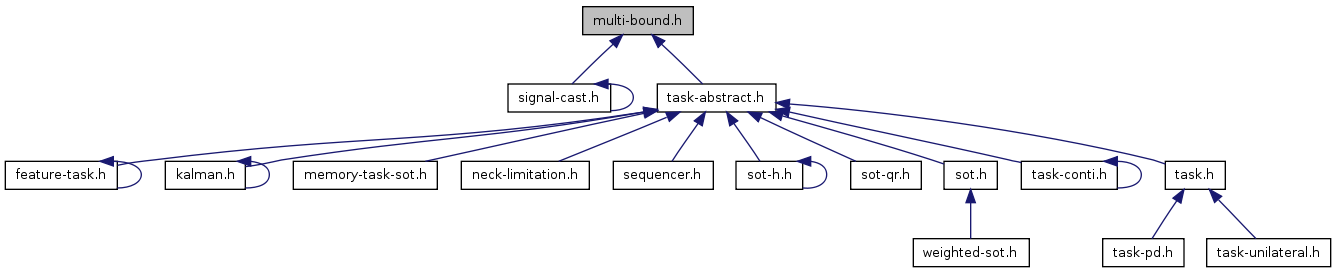 multi-bound.h
signal-cast.h
task-abstract.h
feature-task.h
kalman.h
memory-task-sot.h
neck-limitation.h
sequencer.h
sot-h.h
sot-qr.h
sot.h
task-conti.h
task.h
weighted-sot.h
task-pd.h
task-unilateral.h